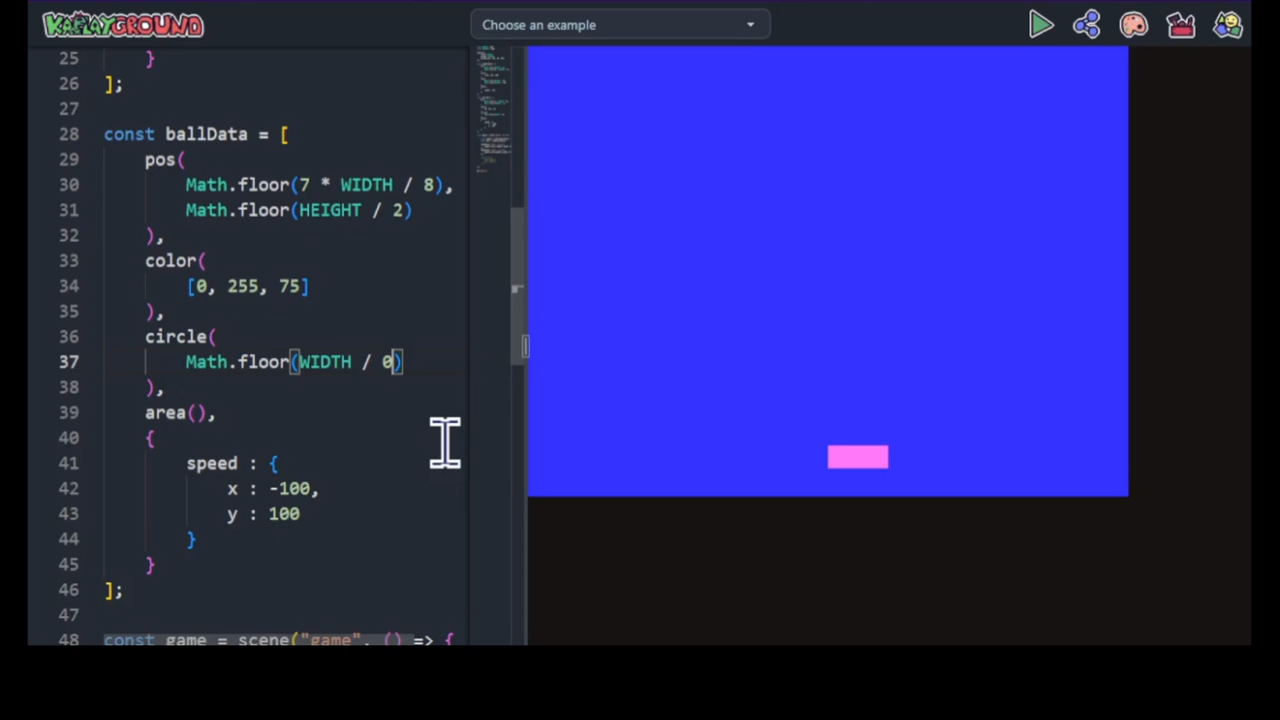 KAPLAYGROUND
Choose an example
25 }
26 ];
27
28 const ballData = [
29 pos(
30 Math.floor(7 * WIDTH / 8),
31 Math.floor(HEIGHT / 2)
32 ),
33 color(
34 [0, 255, 75]
35 ),
36 circle(
37 Math.floor(WIDTH / 0)
38 ),
39 area(),
40 {
41 speed : {
42 x : -100,
43 y : 100
44 }
45 }
46 ];
47
48 const game = scene("game", () => {